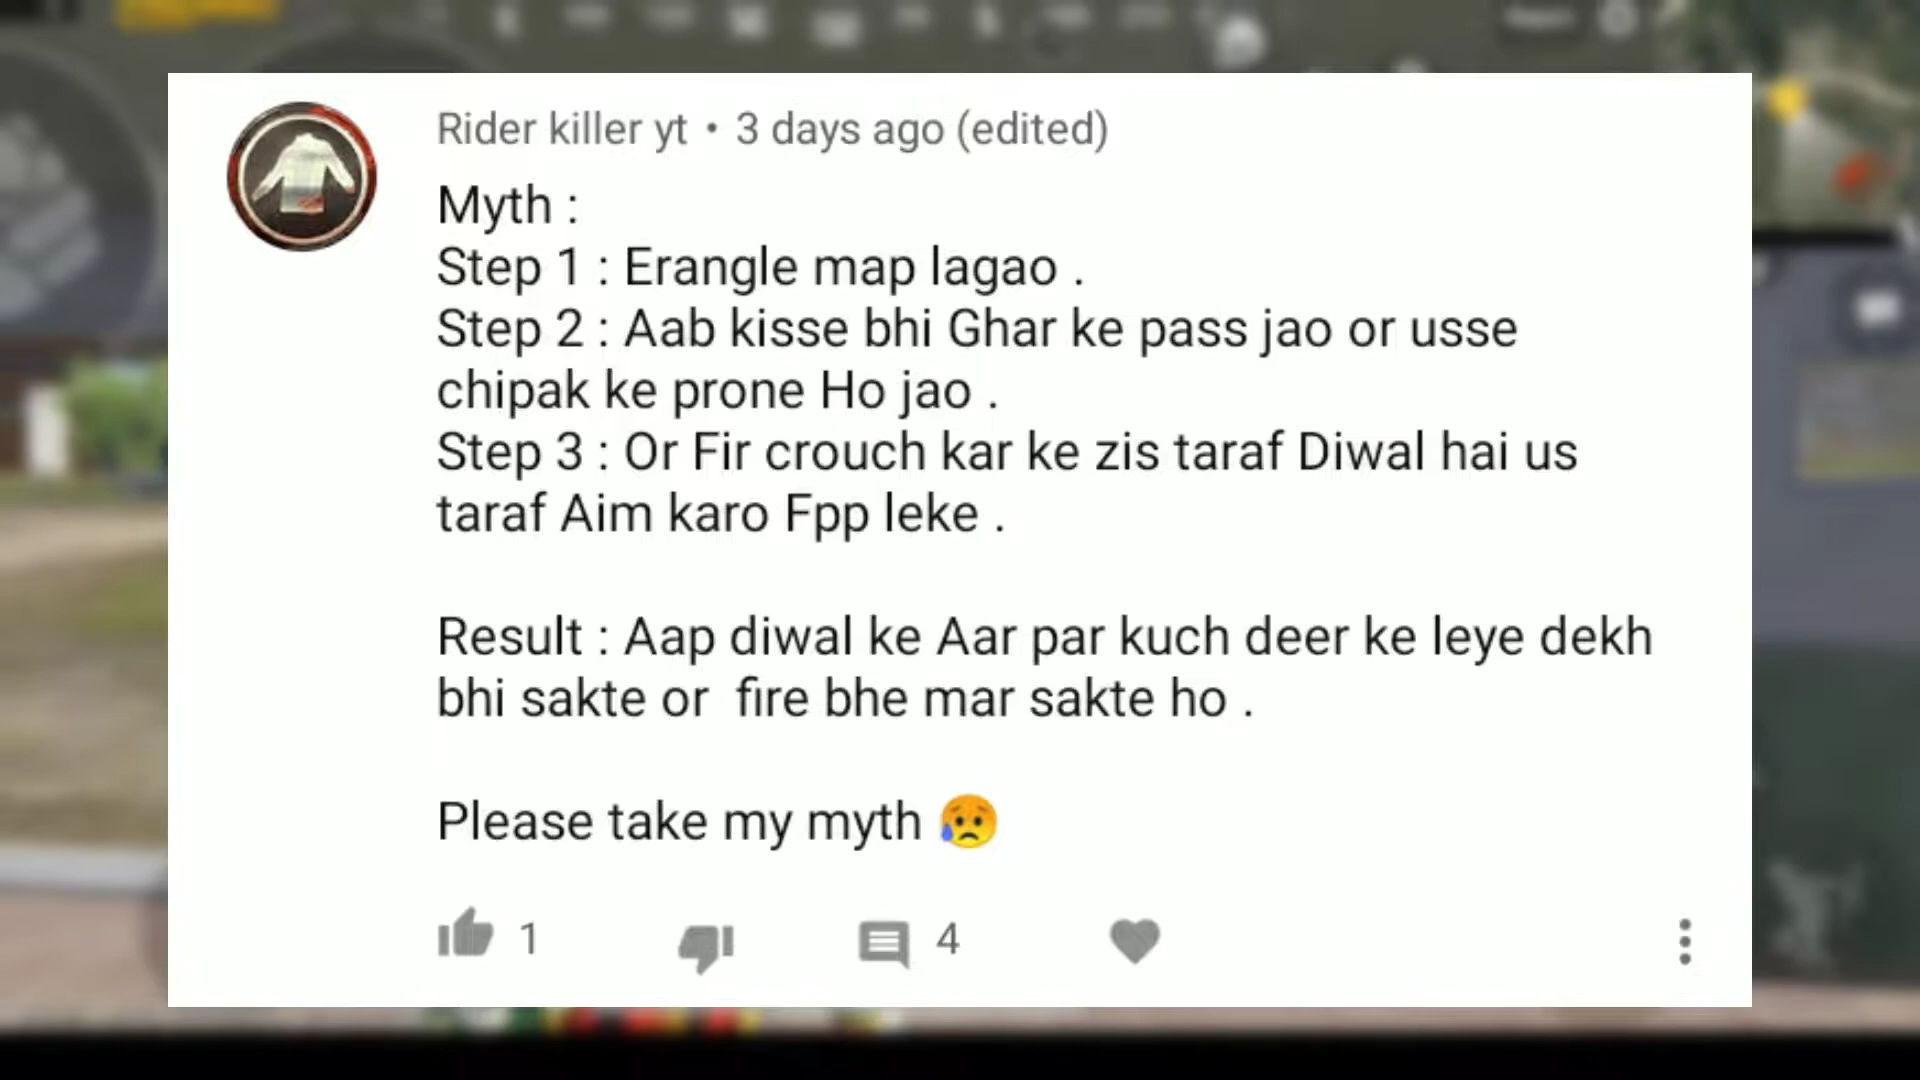 Rider killer yt • 3 days ago (edited)
Myth :
Step 1 : Erangle map lagao .
Step 2 : Aab kisse bhi Ghar ke pass jao or usse
chipak ke prone Ho jao .
Step 3 : Or Fir crouch kar ke zis taraf Diwal hai us
taraf Aim karo Fpp leke .
Result : Aap diwal ke Aar par kuch deer ke leye dekh
bhi sakte or  fire bhe mar sakte ho .
Please take my myth 😥
1
4